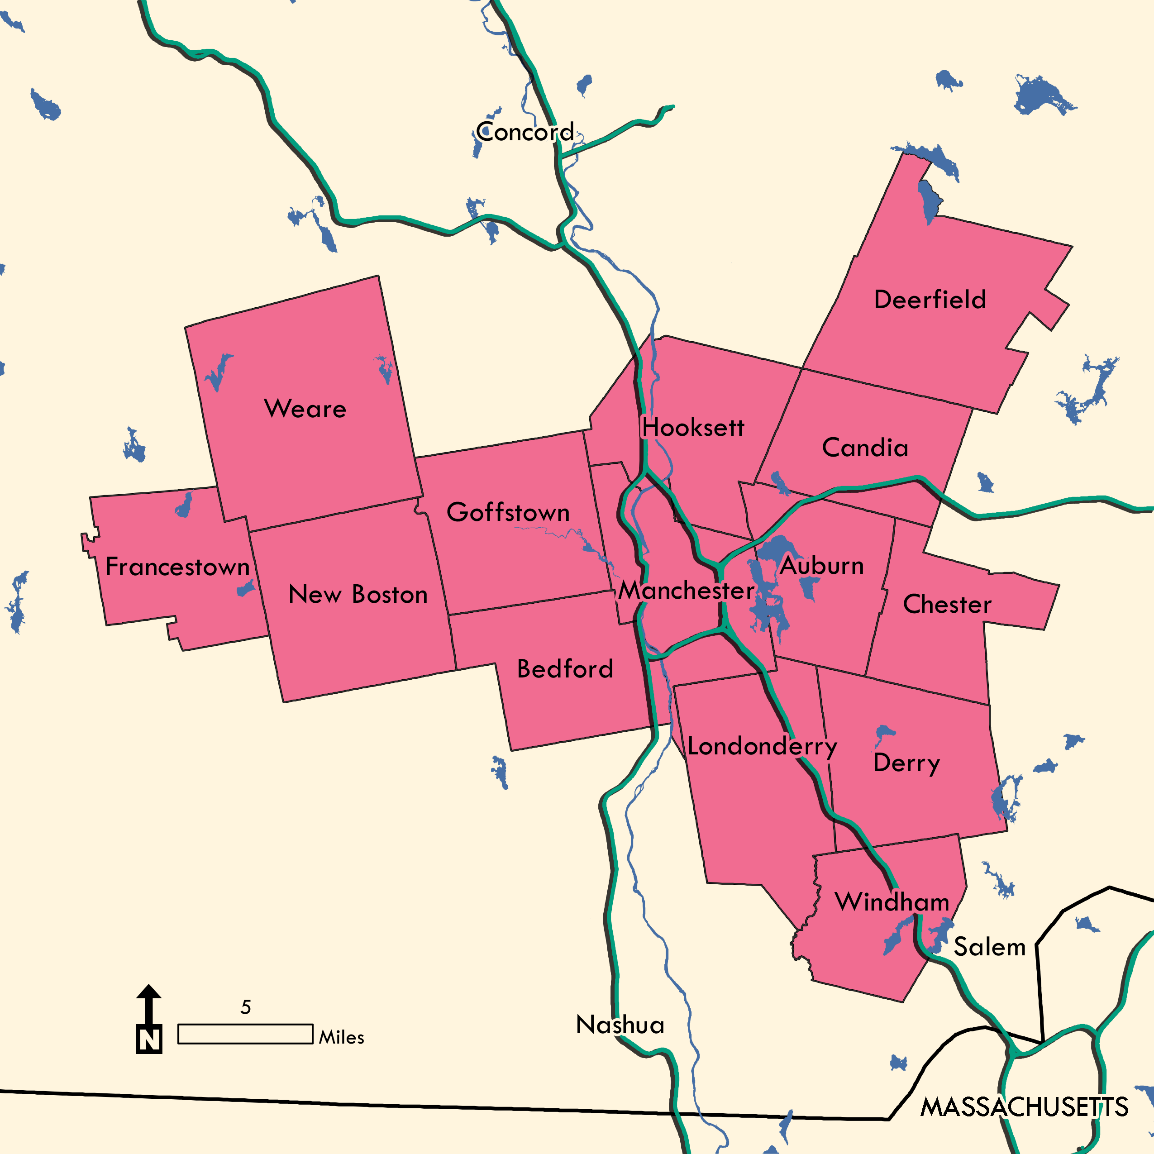 Concord
Deerfield
Weare
Hooksett
Candia
Goffstown
Francestown
Auburn
New Boston
Manchester
Chester
Bedford
Londonderry
Derry
Windham
Salem
5
Miles
N
Nashua
MASSACHUSETTS